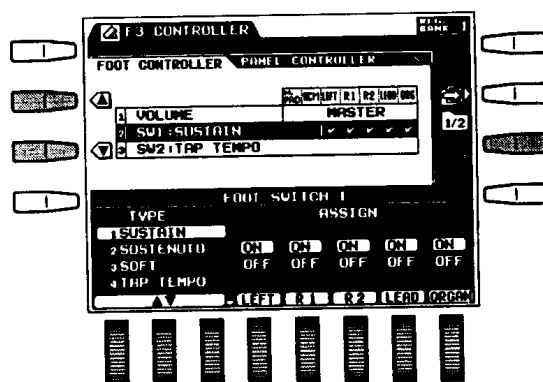 F3 CONTROLLER
REG. BANK 1
FOOT CONTROLLER PANEL CONTROLLER
MEM LEFT R1 R2 LEAD ORG
1 VOLUME MASTER
2 SW1:SUSTAIN ✓ ✓ ✓ ✓ ✓
3 SW2:TAP TEMPO
1/2
FOOT SWITCH 1
TYPE ASSIGN
1 SUSTAIN
2 SOSTENUTO ON ON ON ON ON
3 SOFT OFF OFF OFF OFF OFF
4 TAP TEMPO
▲▼ LEFT R1 R2 LEAD ORGAN